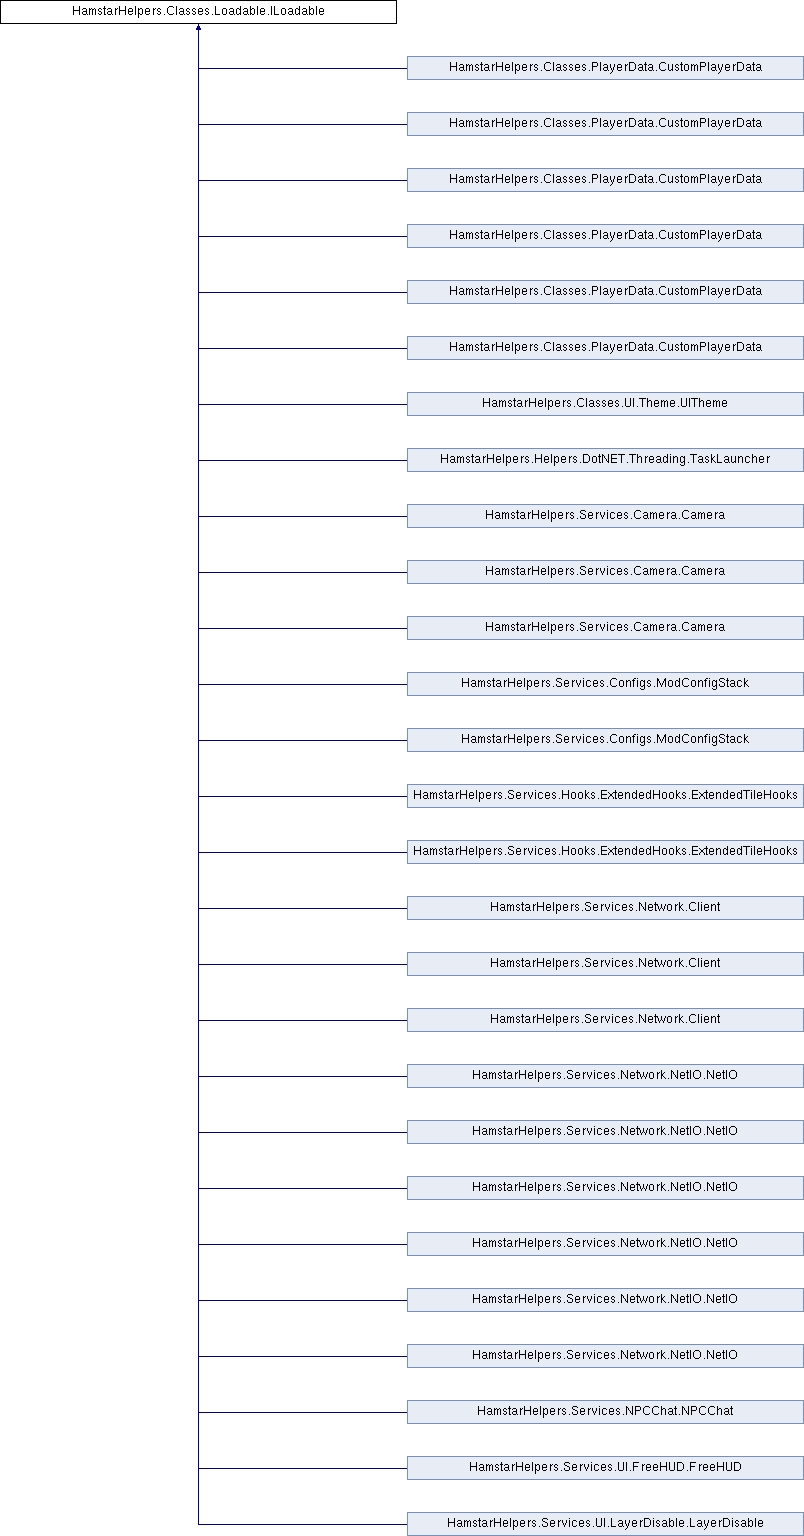 HamstarHelpers.Classes.Loadable.ILoadable
HamstarHelpers.Classes.PlayerData.CustomPlayerData
HamstarHelpers.Classes.PlayerData.CustomPlayerData
HamstarHelpers.Classes.PlayerData.CustomPlayerData
HamstarHelpers.Classes.PlayerData.CustomPlayerData
HamstarHelpers.Classes.PlayerData.CustomPlayerData
HamstarHelpers.Classes.PlayerData.CustomPlayerData
HamstarHelpers.Classes.UI.Theme.UITheme
HamstarHelpers.Helpers.DotNET.Threading.TaskLauncher
HamstarHelpers.Services.Camera.Camera
HamstarHelpers.Services.Camera.Camera
HamstarHelpers.Services.Camera.Camera
HamstarHelpers.Services.Configs.ModConfigStack
HamstarHelpers.Services.Configs.ModConfigStack
HamstarHelpers.Services.Hooks.ExtendedHooks.ExtendedTileHooks
HamstarHelpers.Services.Hooks.ExtendedHooks.ExtendedTileHooks
HamstarHelpers.Services.Network.Client
HamstarHelpers.Services.Network.Client
HamstarHelpers.Services.Network.Client
HamstarHelpers.Services.Network.NetIO.NetIO
HamstarHelpers.Services.Network.NetIO.NetIO
HamstarHelpers.Services.Network.NetIO.NetIO
HamstarHelpers.Services.Network.NetIO.NetIO
HamstarHelpers.Services.Network.NetIO.NetIO
HamstarHelpers.Services.Network.NetIO.NetIO
HamstarHelpers.Services.NPCChat.NPCChat
HamstarHelpers.Services.UI.FreeHUD.FreeHUD
HamstarHelpers.Services.UI.LayerDisable.LayerDisable